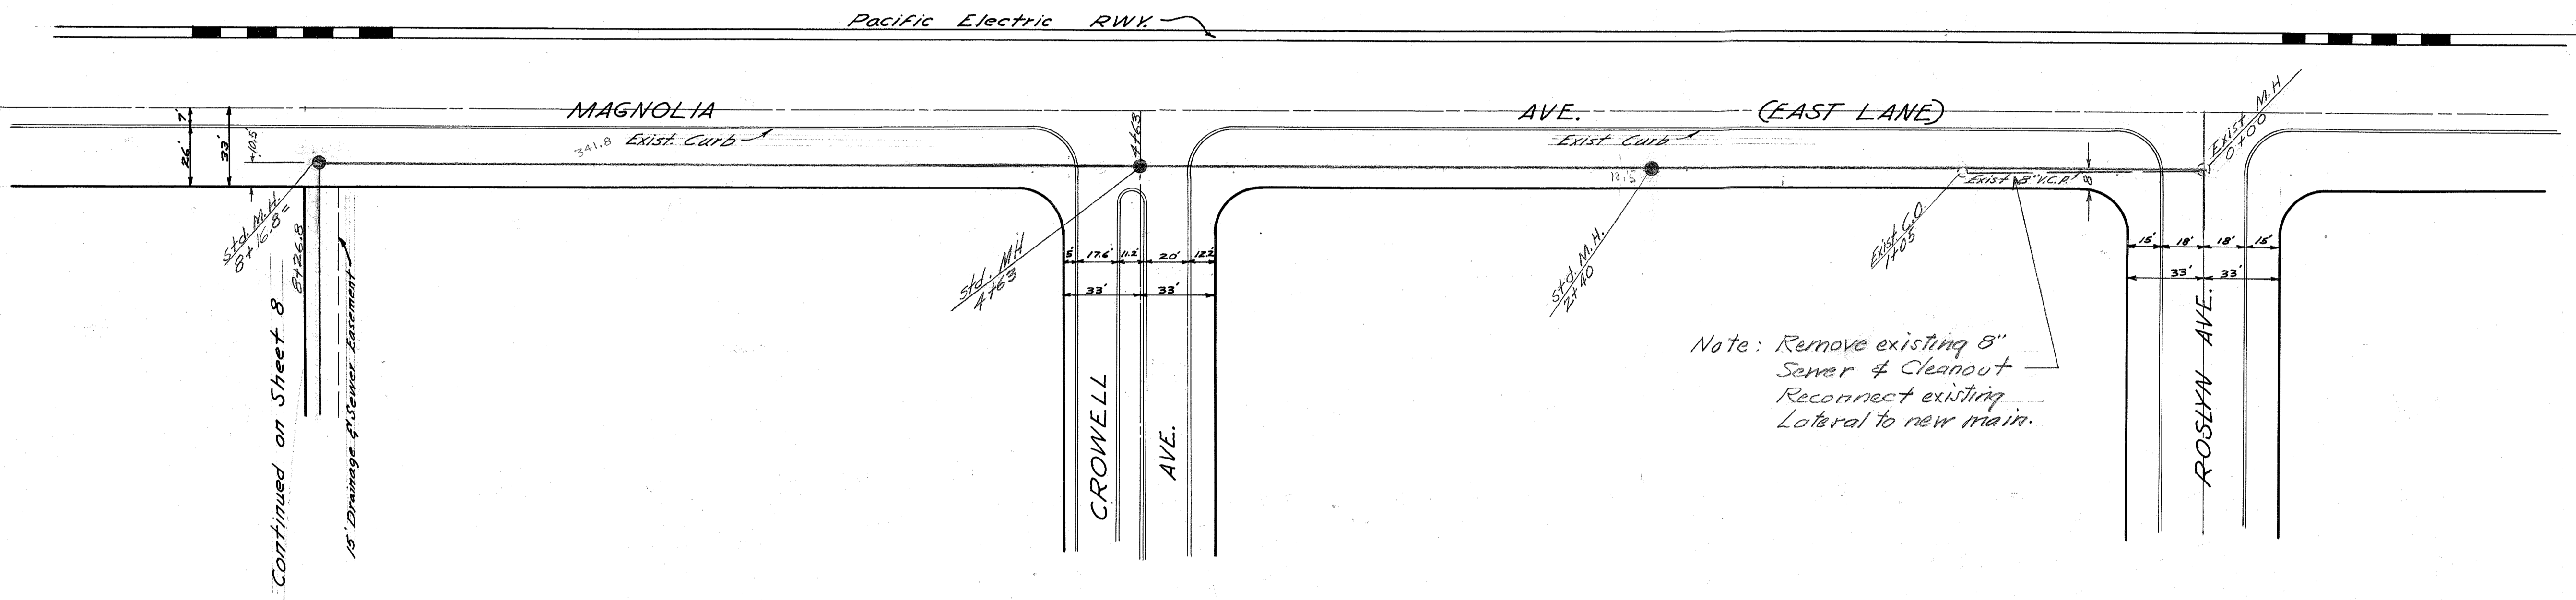 Pacific Electric RWY.
MAGNOLIA AVE. (EAST LANE)
7'
26'
33'
10.5'
341.8
Exist. Curb
Exist Curb
4+63
Exist M.H
0+00
Exist 8" V.C.P.
8
10.5
Std. M.H.
8+16.8 =
8+26.8
Std. MH
4+63
Std. M.H.
2+40
Exist C.O.
1+05
5' 17.6' 11.2' 20' 12.2'
33' 33'
15' 18' 18' 15'
33' 33'
Continued on Sheet 8
15' Drainage & Sewer Easement
CROWELL AVE.
ROSLYN AVE.
Note: Remove existing 8"
Sewer & Cleanout
Reconnect existing
Lateral to new main.